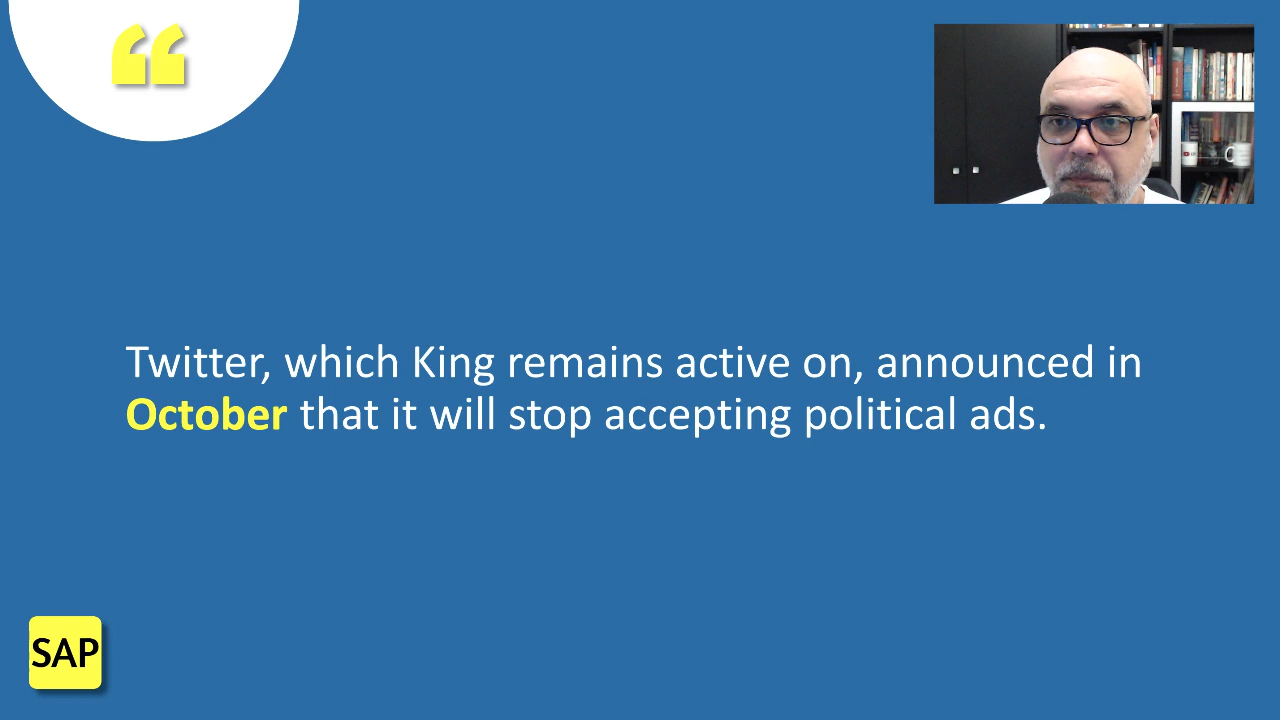 Twitter, which King remains active on, announced in
October that it will stop accepting political ads.
SAP